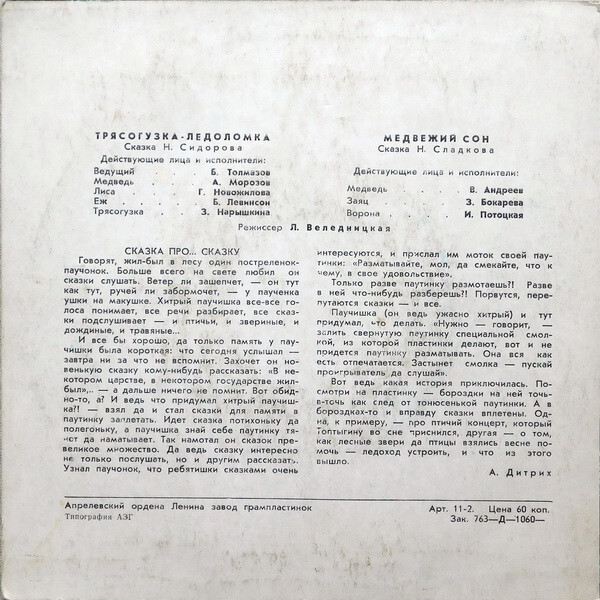 ТРЯСОГУЗКА-ЛЕДОЛОМКА
Сказка Н. Сидорова
Действующие лица и исполнители:
Ведущий . . Б. Толмазов
Медведь . . . А. Морозов
Лиса . . . Г. Новожилова
Еж . . . . Б. Левинсон
Трясогузка . . З. Нарышкина
МЕДВЕЖИЙ СОН
Сказка Н. Сладкова
Действующие лица и исполнители:
Медведь . . . . В. Андреев
Заяц . . . . З. Бокарева
Ворона . . . . И. Потоцкая
Режиссер Л. Веледницкая
СКАЗКА ПРО... СКАЗКУ
Говорят, жил-был в лесу один постреленок-
паучонок. Больше всего на свете любил он
сказки слушать. Ветер ли зашепчет, — он тут
как тут, ручей ли забормочет, — у паученка
ушки на макушке. Хитрый паучишка все-все го-
лоса понимает, все речи разбирает, все сказ-
ки подслушивает — и птичьи, и звериные, и
дождиные, и травяные...
И все бы хорошо, да только память у пау-
чишки была короткая: что сегодня услышал —
завтра ни за что не вспомнит. Захочет он но-
венькую сказку кому-нибудь рассказать: «В не-
котором царстве, в некотором государстве жил-
был»,.. — а дальше ничего не помнит. Вот обид-
но-то, а? И ведь что придумал хитрый паучиш-
ка?! — взял да и стал сказки для памяти в
паутинку заплетать. Идет сказка потихоньку да
полегоньку, а паучишка знай себе паутинку тя-
нет да наматывает. Так намотал он сказок пре-
великое множество. Да ведь сказку интересно
не только послушать, но и другим рассказать.
Узнал паучонок, что ребятишки сказками очень
интересуются, и прислал им моток своей пау-
тинки: «Разматывайте, мол, да смекайте, что к
чему, в свое удовольствие».
Только разве паутинку размотаешь?! Разве
в ней что-нибудь разберешь?! Порвутся, пере-
путаются сказки — и все.
Паучишка (он ведь ужасно хитрый) и тут
придумал, что делать. «Нужно — говорит, —
залить свернутую паутинку специальной смол-
кой, из которой пластинки делают, вот и не
придется паутинку разматывать. Она вся как
есть отпечатается. Застынет смолка — пускай
проигрыватель да слушай».
Вот ведь какая история приключилась. По-
смотри на пластинку — бороздки на ней точь-
в-точь как след от тонюсенькой паутинки. А в
бороздках-то и вправду сказки вплетены. Од-
на, к примеру, — про птичий концерт, который
Топтыгину во сне приснился, другая — о том,
как лесные звери да птицы взялись весне по-
мочь — ледоход устроить, и что из этого
вышло.
А. Дитрих
Апрелевский ордена Ленина завод грампластинок
Типография АЗГ
Арт. 11-2. Цена 60 коп.
Зак. 763—Д—1060—